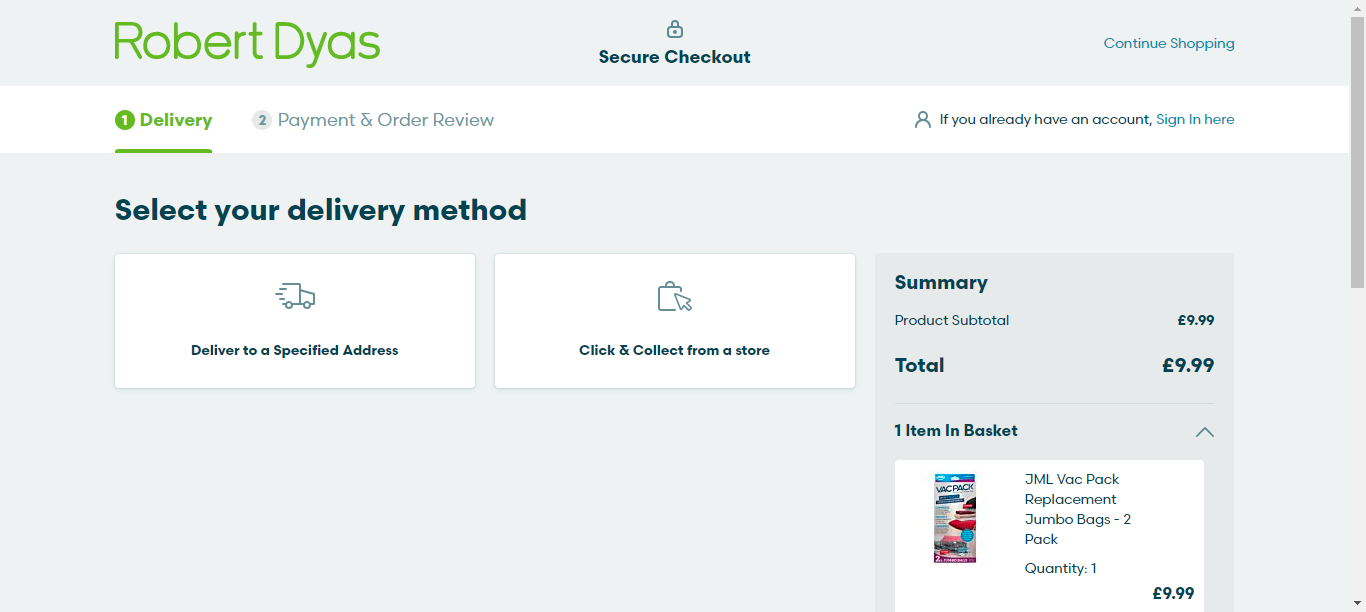 Robert Dyas
Secure Checkout
Continue Shopping
1 Delivery
2 Payment & Order Review
If you already have an account, Sign In here
Select your delivery method
Deliver to a Specified Address
Click & Collect from a store
Summary
Product Subtotal £9.99
Total £9.99
1 Item In Basket
VACPACK
JML Vac Pack
Replacement
Jumbo Bags - 2
Pack
Quantity: 1
£9.99